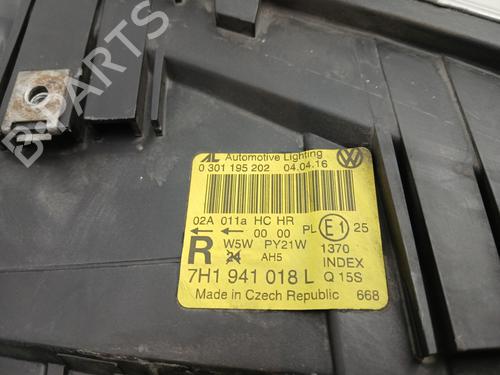 B-PARTS
AL Automotive Lighting
0 301 195 202 04.04.16
02A 011a HC HR
← ← 00 00 PL E1 25
R W5W PY21W 1370
24 AH5 INDEX
7H1 941 018 L Q 15S
Made in Czech Republic 668